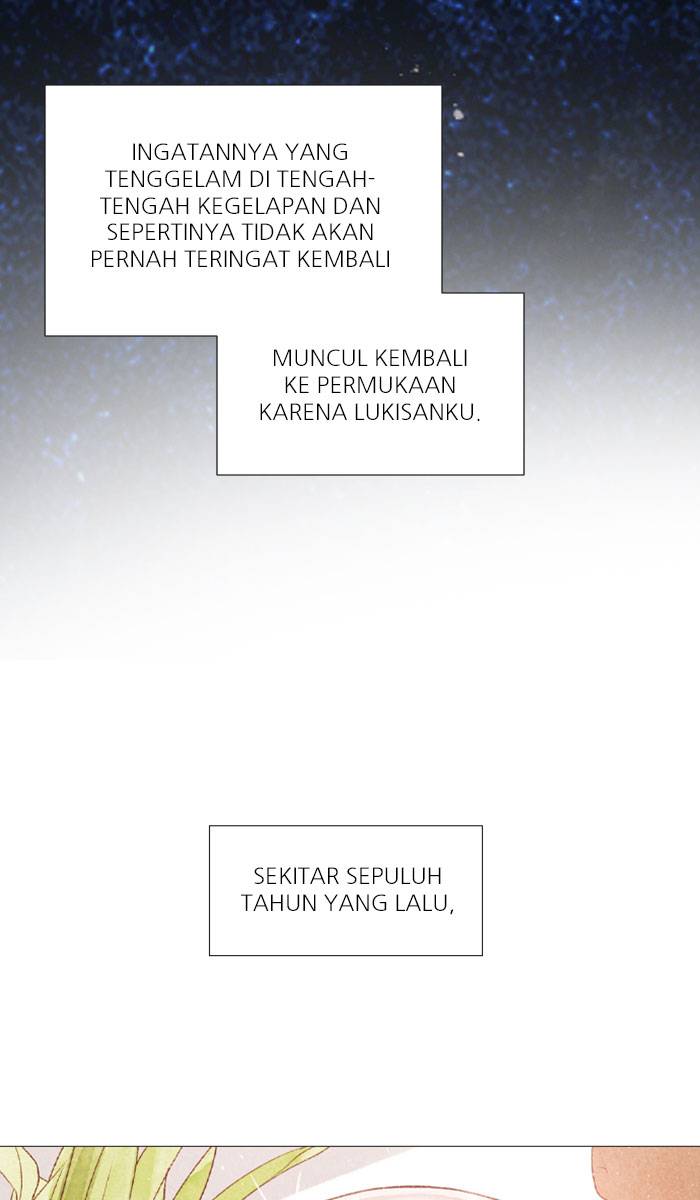 INGATANNYA YANG
TENGGELAM DI TENGAH-
TENGAH KEGELAPAN DAN
SEPERTINYA TIDAK AKAN
PERNAH TERINGAT KEMBALI
MUNCUL KEMBALI
KE PERMUKAAN
KARENA LUKISANKU.
SEKITAR SEPULUH
TAHUN YANG LALU,